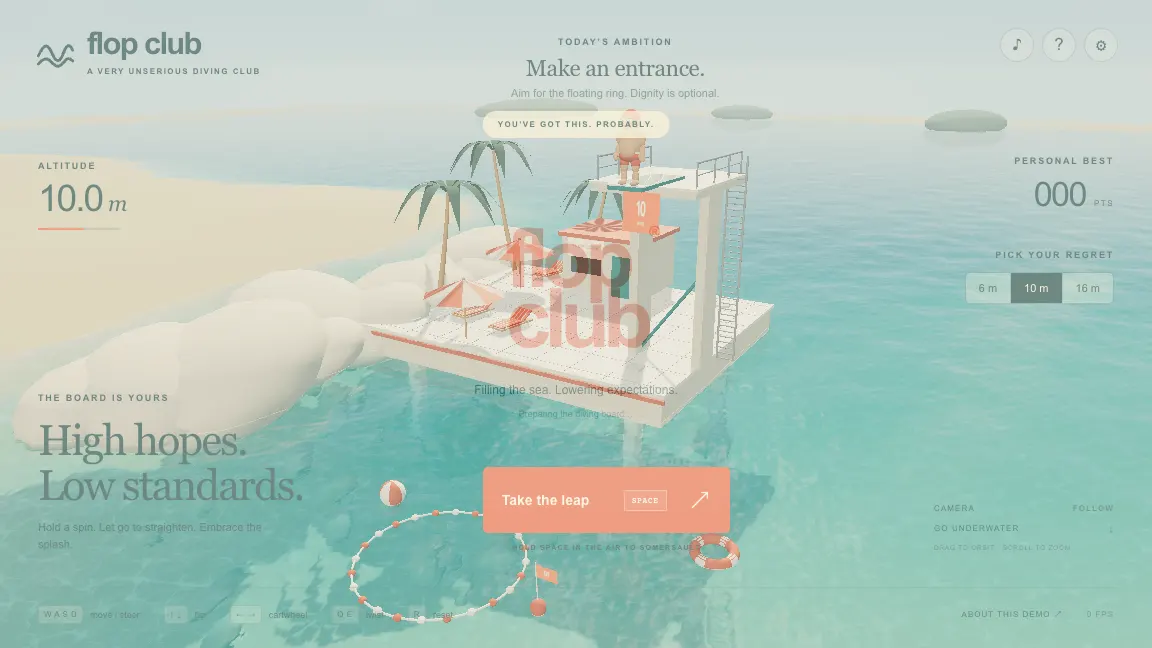 flop club
A VERY UNSERIOUS DIVING CLUB
TODAY'S AMBITION
Make an entrance.
Aim for the floating ring. Dignity is optional.
YOU'VE GOT THIS. PROBABLY.
♪ ? ⚙
ALTITUDE
10.0 m
PERSONAL BEST
000 PTS
PICK YOUR REGRET
6 m 10 m 16 m
10
flop
club
Filling the sea. Lowering expectations.
Preparing the diving board…
THE BOARD IS YOURS
High hopes.
Low standards.
Hold a spin. Let go to straighten. Embrace the
splash.
Take the leap SPACE ↗
HOLD SPACE IN THE AIR TO SOMERSAULT
CAMERA FOLLOW
GO UNDERWATER ↓
DRAG TO ORBIT · SCROLL TO ZOOM
W A S D move / steer ↑ ↓ ← → cartwheel Q E R reset
ABOUT THIS DEMO ↗ 0 FPS